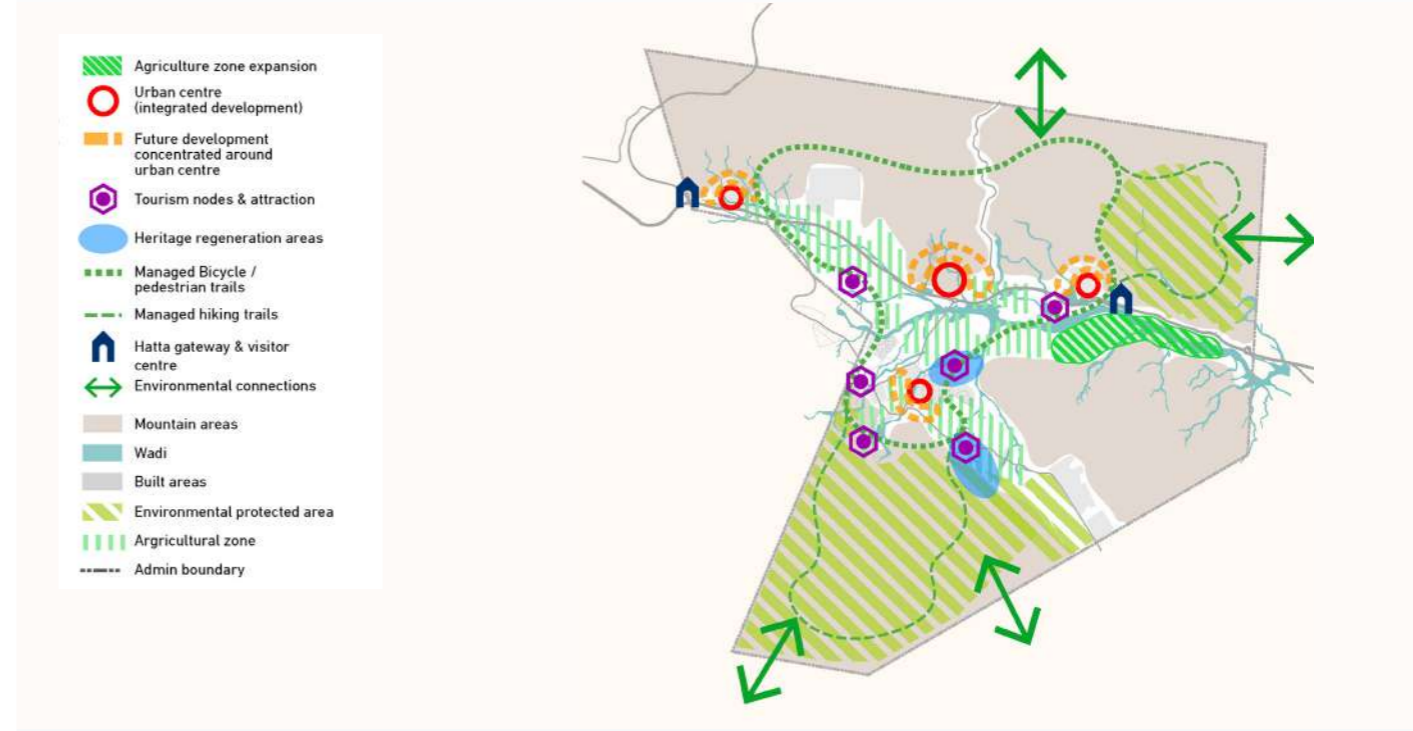 Agriculture zone expansion
Urban centre
(integrated development)
Future development
concentrated around
urban centre
Tourism nodes & attraction
Heritage regeneration areas
Managed Bicycle /
pedestrian trails
Managed hiking trails
Hatta gateway & visitor
centre
Environmental connections
Mountain areas
Wadi
Built areas
Environmental protected area
Argricultural zone
Admin boundary